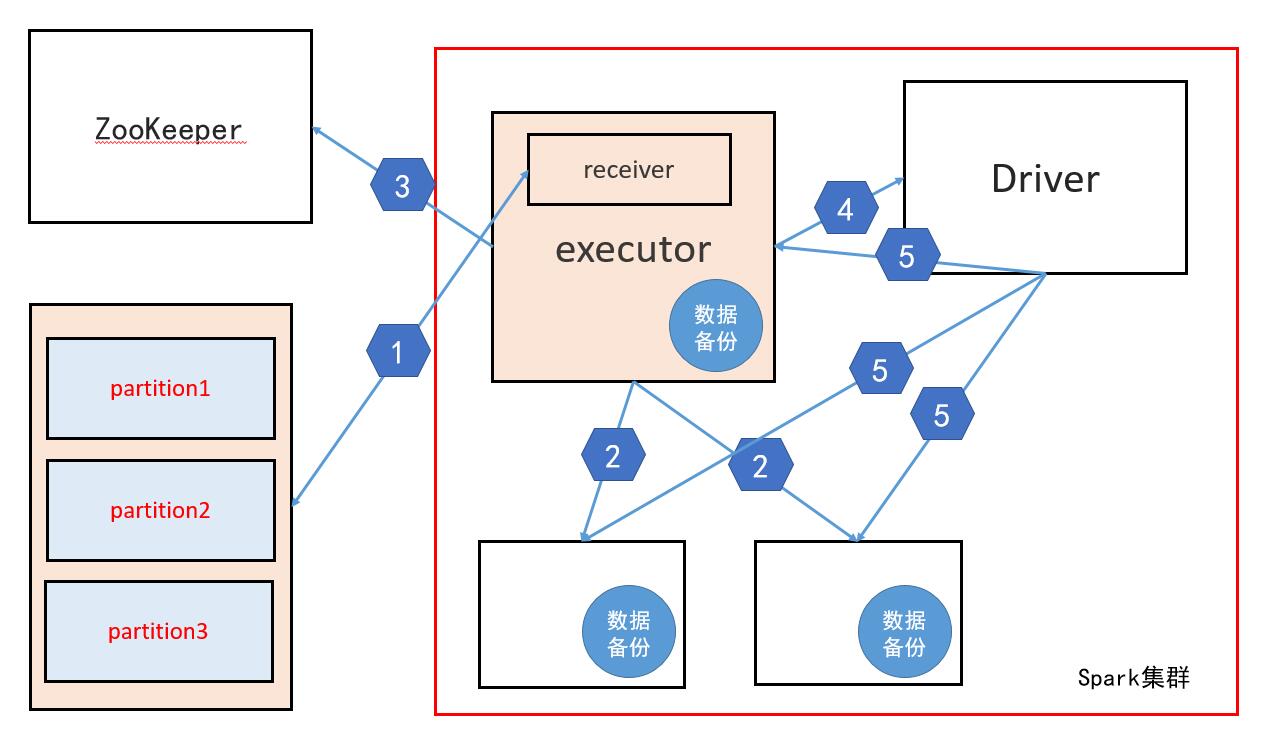 ZooKeeper
3
receiver
executor
数据
备份
4
Driver
5
1
partition1
partition2
partition3
2
2
5
5
数据
备份
数据
备份
Spark集群